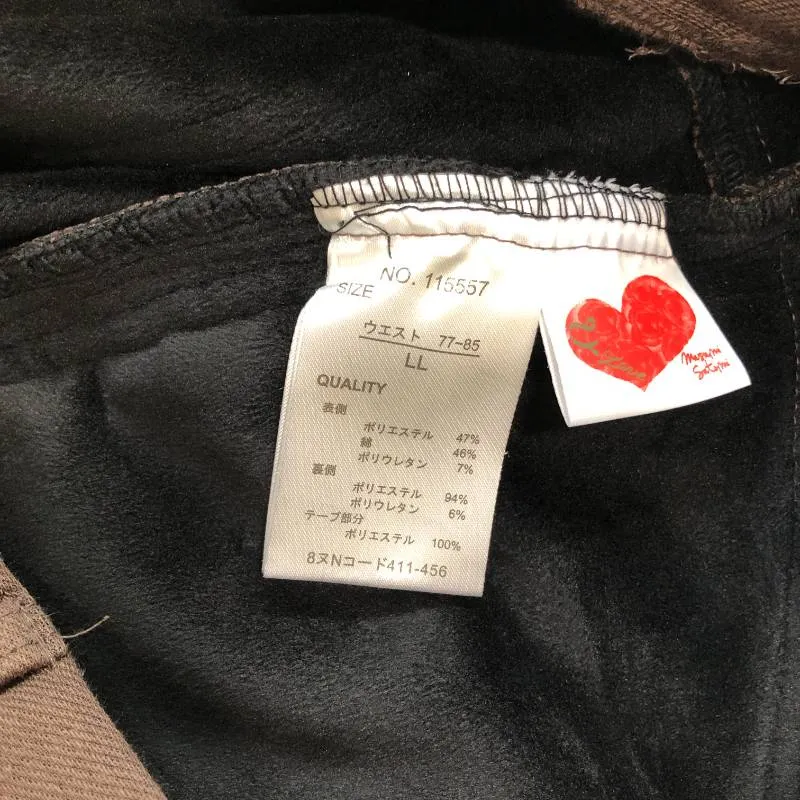 NO. 115557
SIZE
ウエスト 77-85
LL
QUALITY
表側
ポリエステル 47%
綿 46%
ポリウレタン 7%
裏側
ポリエステル 94%
ポリウレタン 6%
テープ部分
ポリエステル 100%
8ヌNコード411-456
Masami
Satomi